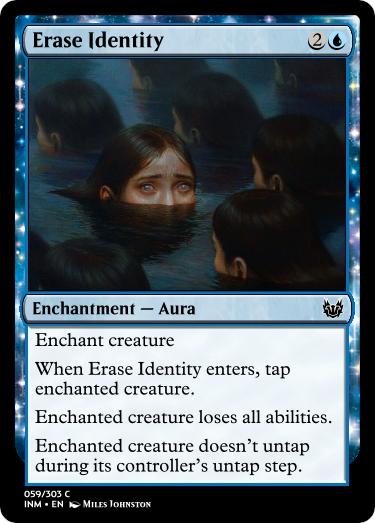 Erase Identity 2
Enchantment — Aura
Enchant creature
When Erase Identity enters, tap
enchanted creature.
Enchanted creature loses all abilities.
Enchanted creature doesn't untap
during its controller's untap step.
059/303 C
INM • EN Miles Johnston